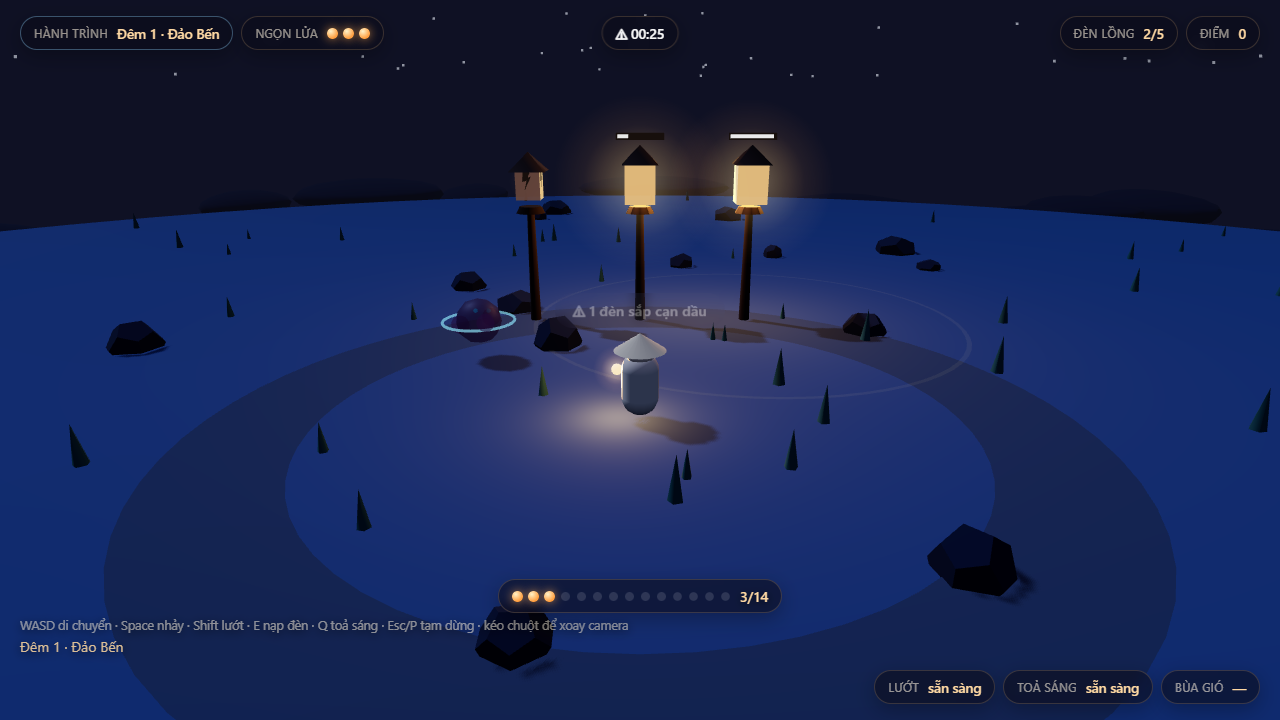 HÀNH TRÌNH Đêm 1 · Đảo Bến
NGỌN LỬA
⚠ 00:25
ĐÈN LỒNG 2/5
ĐIỂM 0
⚠ 1 đèn sắp cạn dầu
3/14
WASD di chuyển · Space nhảy · Shift lướt · E nạp đèn · Q toả sáng · Esc/P tạm dừng · kéo chuột để xoay camera
Đêm 1 · Đảo Bến
LƯỚT sẵn sàng
TOẢ SÁNG sẵn sàng
BÙA GIÓ —